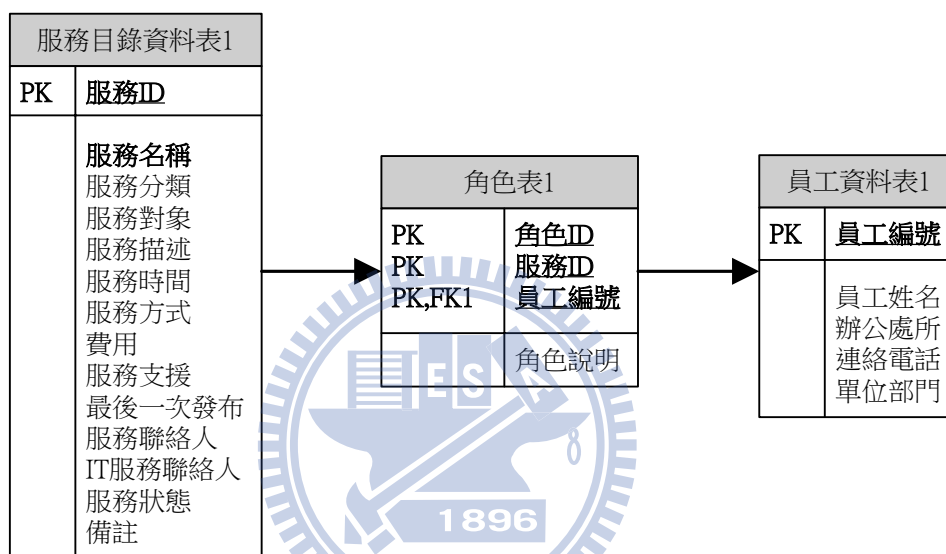 服務目錄資料表1
PK 服務ID
服務名稱
服務分類
服務對象
服務描述
服務時間
服務方式
費用
服務支援
最後一次發布
服務聯絡人
IT服務聯絡人
服務狀態
備註
角色表1
PK 角色ID
PK 服務ID
PK,FK1 員工編號
角色說明
員工資料表1
PK 員工編號
員工姓名
辦公處所
連絡電話
單位部門
E S A
1896